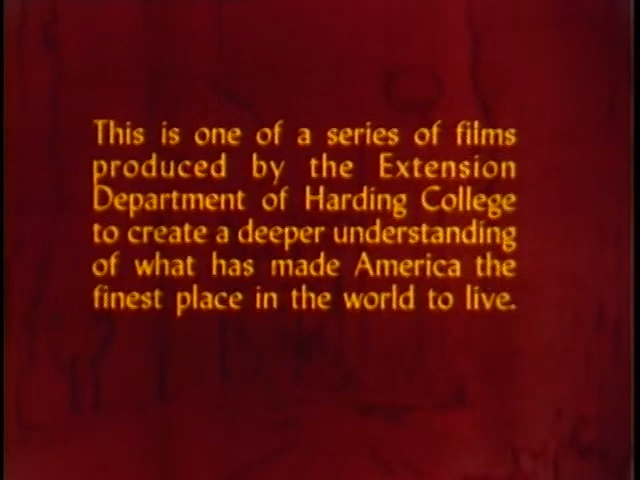 This is one of a series of films
produced by the Extension
Department of Harding College
to create a deeper understanding
of what has made America the
finest place in the world to live.